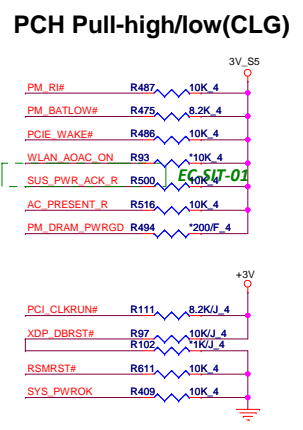 PCH Pull-high/low(CLG)
3V_S5
PM_RI# R487 10K_4
PM_BATLOW# R475 8.2K_4
PCIE_WAKE# R486 10K_4
WLAN_AOAC_ON R93 *10K_4
EC-SIT-01
SUS_PWR_ACK_R R500 10K_4
AC_PRESENT_R R516 10K_4
PM_DRAM_PWRGD R494 *200/F_4
+3V
PCI_CLKRUN# R111 8.2K/J_4
XDP_DBRST# R97 10K/J_4
R102 *1K/J_4
RSMRST# R611 10K_4
SYS_PWROK R409 10K_4